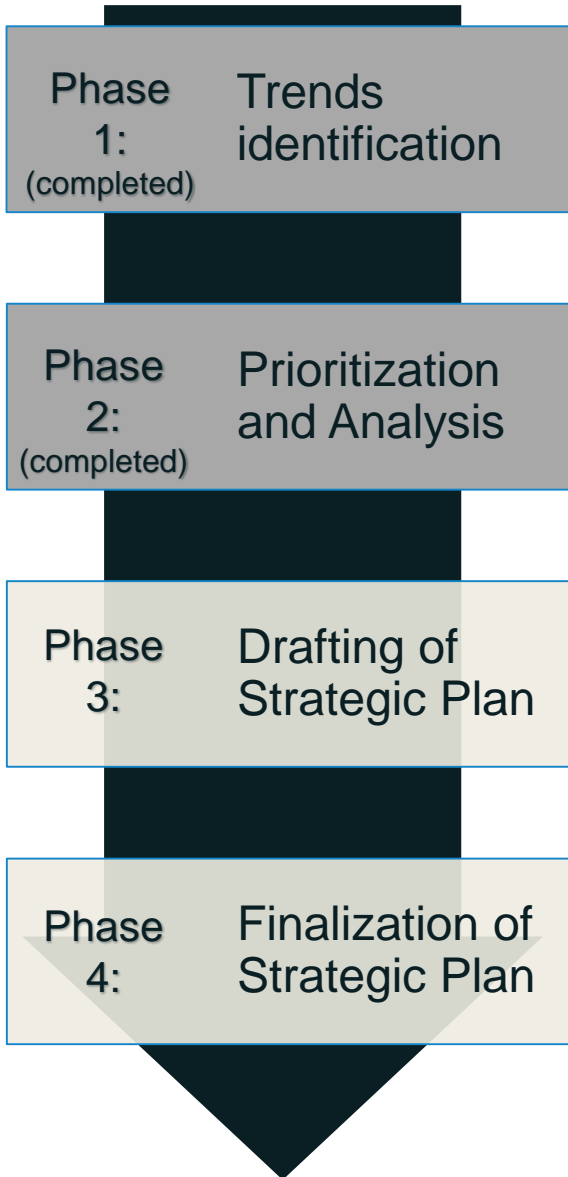 Phase
1:
(completed)
Trends
identification
Phase
2:
(completed)
Prioritization
and Analysis
Phase
3:
Drafting of
Strategic Plan
Phase
4:
Finalization of
Strategic Plan